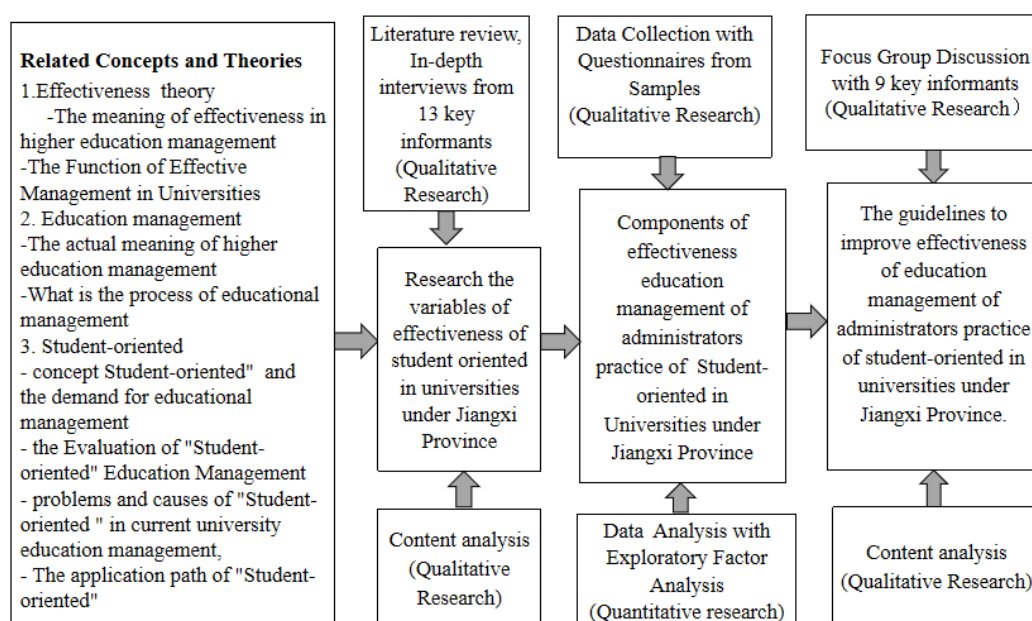 Related Concepts and Theories
1.Effectiveness theory
-The meaning of effectiveness in
higher education management
-The Function of Effective
Management in Universities
2. Education management
-The actual meaning of higher
education management
-What is the process of educational
management
3. Student-oriented
- concept Student-oriented" and
the demand for educational
management
- the Evaluation of "Student-
oriented" Education Management
- problems and causes of "Student-
oriented " in current university
education management,
- The application path of "Student-
oriented"
Literature review,
In-depth
interviews from
13 key
informants
(Qualitative
Research)
Research the
variables of
effectiveness of
student oriented
in universities
under Jiangxi
Province
Content analysis
(Qualitative
Research)
Data Collection with
Questionnaires from
Samples
(Qualitative Research)
Components of
effectiveness
education
management of
administrators
practice of Student-
oriented in
Universities under
Jiangxi Province
Data Analysis with
Exploratory Factor
Analysis
(Quantitative research)
Focus Group Discussion
with 9 key informants
(Qualitative Research）
The guidelines to
improve effectiveness
of education
management of
administrators practice
of student-oriented in
universities under
Jiangxi Province.
Content analysis
(Qualitative Research)